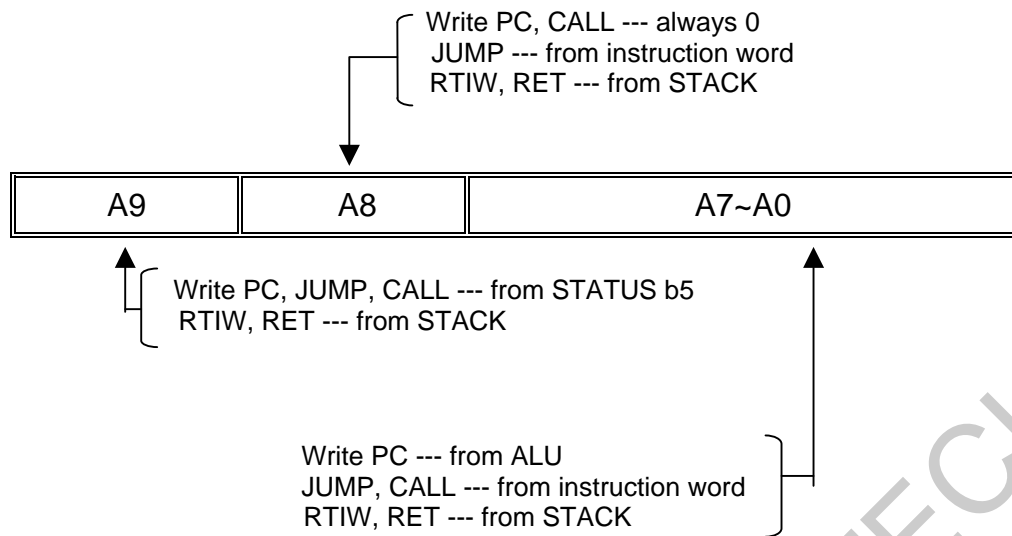 Write PC, CALL --- always 0
JUMP --- from instruction word
RTIW, RET --- from STACK
A9 A8 A7~A0
Write PC, JUMP, CALL --- from STATUS b5
RTIW, RET --- from STACK
Write PC --- from ALU
JUMP, CALL --- from instruction word
RTIW, RET --- from STACK